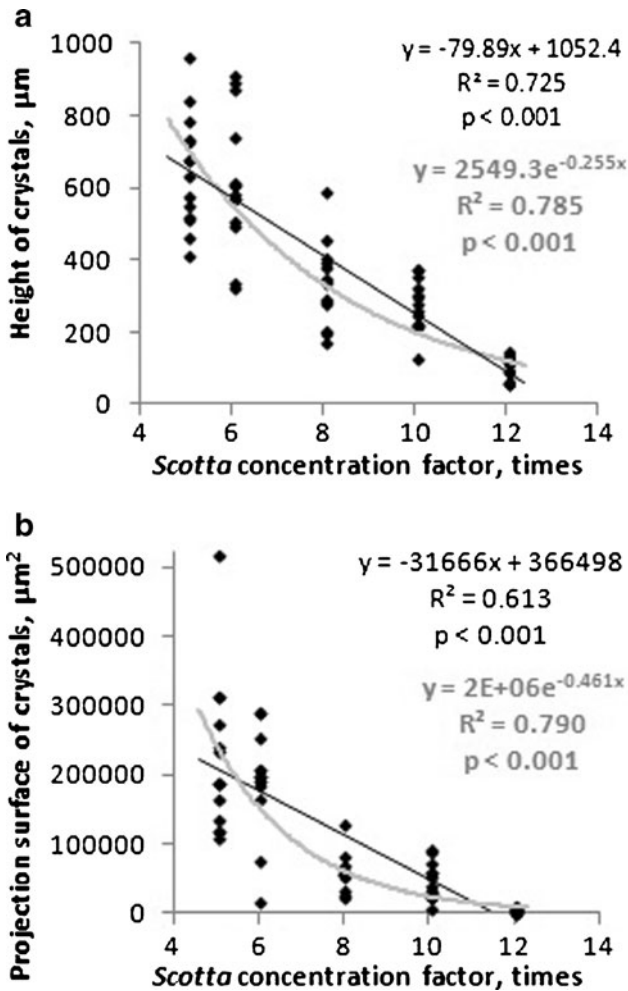 a
y = -79.89x + 1052.4
R² = 0.725
p < 0.001
y = 2549.3e^-0.255x
R² = 0.785
p < 0.001
Height of crystals, µm
1000
800
600
400
200
0
4 6 8 10 12 14
Scotta concentration factor, times
b
y = -31666x + 366498
R² = 0.613
p < 0.001
y = 2E+06e^-0.461x
R² = 0.790
p < 0.001
Projection surface of crystals, µm²
500000
400000
300000
200000
100000
0
4 6 8 10 12 14
Scotta concentration factor, times